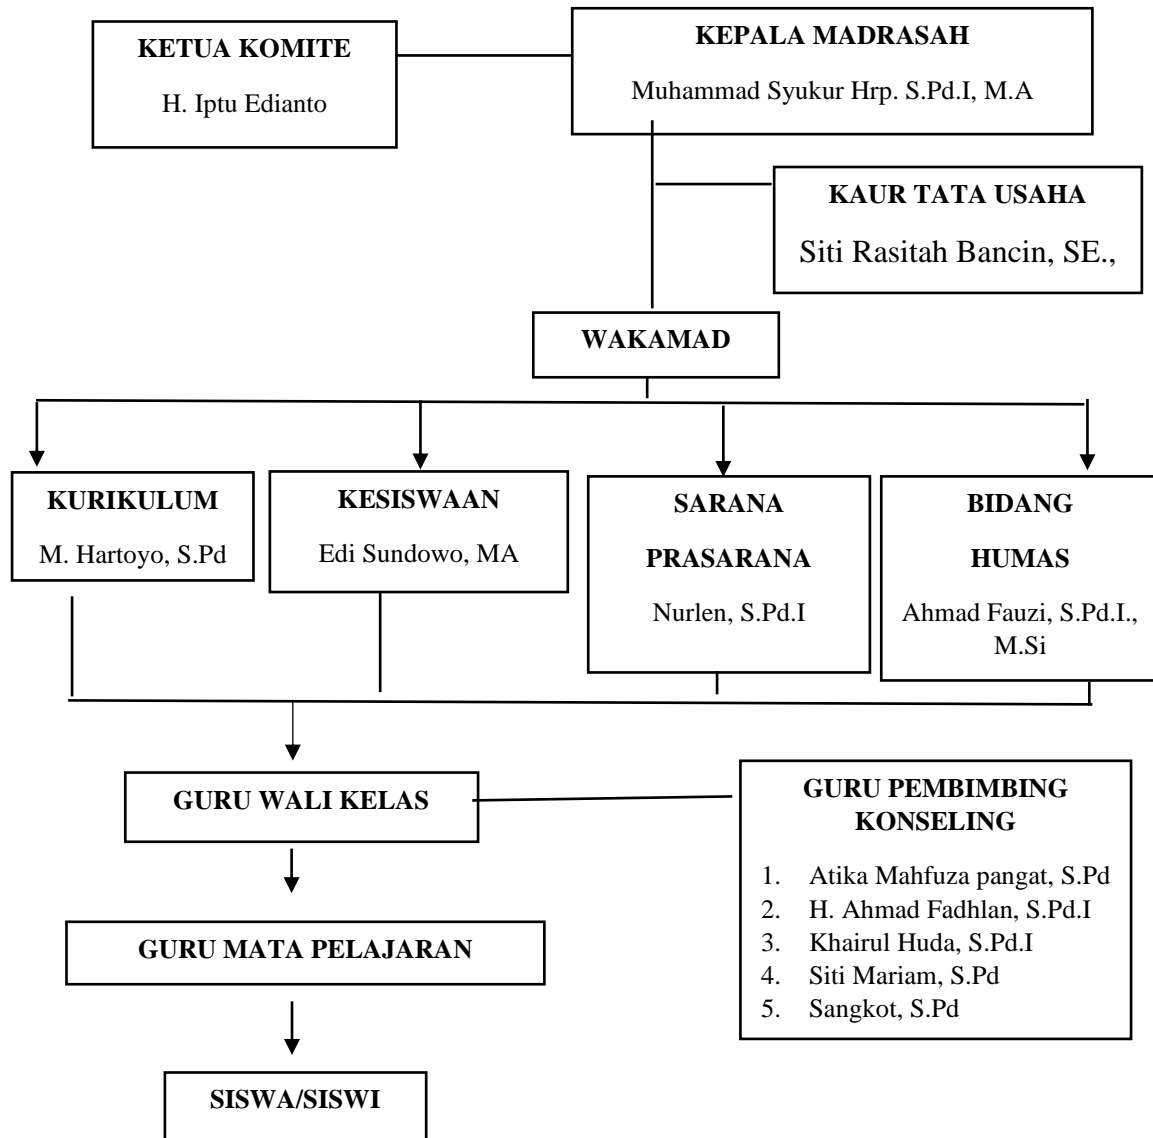 KETUA KOMITE
H. Iptu Edianto
KEPALA MADRASAH
Muhammad Syukur Hrp. S.Pd.I, M.A
KAUR TATA USAHA
Siti Rasitah Bancin, SE.,
WAKAMAD
KURIKULUM
M. Hartoyo, S.Pd
KESISWAAN
Edi Sundowo, MA
SARANA
PRASARANA
Nurlen, S.Pd.I
BIDANG
HUMAS
Ahmad Fauzi, S.Pd.I.,
M.Si
GURU WALI KELAS
GURU PEMBIMBING
KONSELING
1. Atika Mahfuza pangat, S.Pd
2. H. Ahmad Fadhlan, S.Pd.I
3. Khairul Huda, S.Pd.I
4. Siti Mariam, S.Pd
5. Sangkot, S.Pd
GURU MATA PELAJARAN
SISWA/SISWI